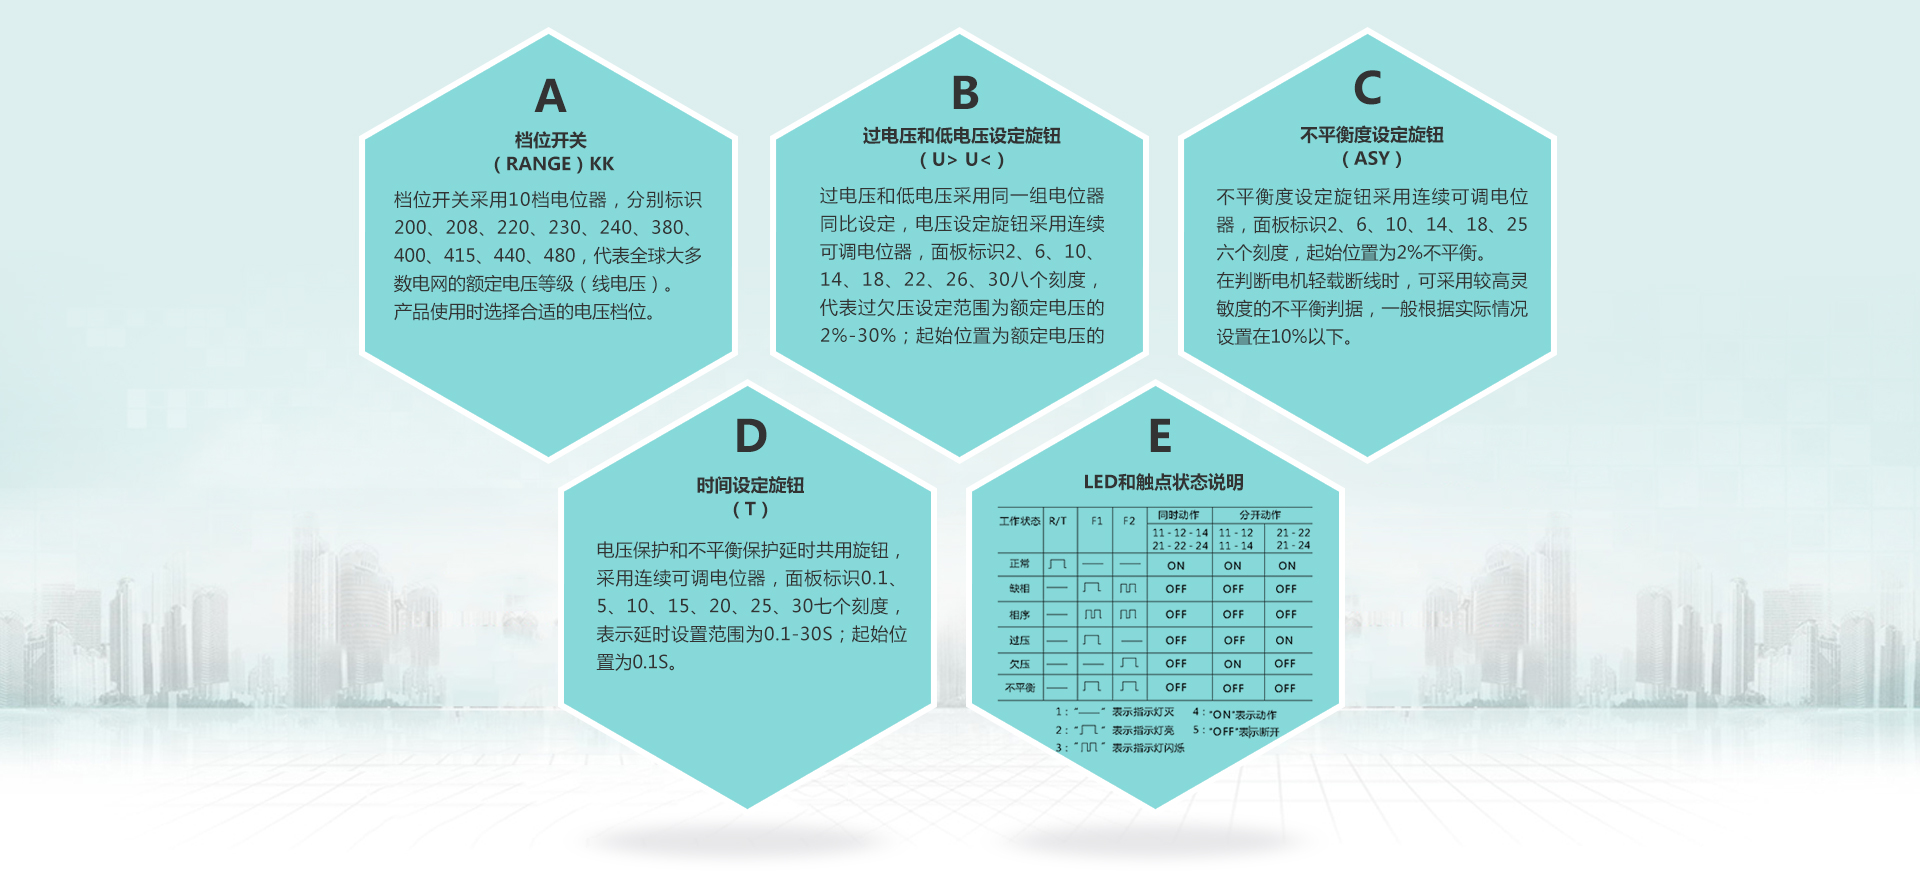 A
档位开关
（RANGE）KK
档位开关采用10档电位器，分别标识
200、208、220、230、240、380、
400、415、440、480，代表全球大多
数电网的额定电压等级（线电压）。
产品使用时选择合适的电压档位。
B
过电压和低电压设定旋钮
（U> U<）
过电压和低电压采用同一组电位器
同比设定，电压设定旋钮采用连续
可调电位器，面板标识2、6、10、
14、18、22、26、30八个刻度，
代表过欠压设定范围为额定电压的
2%-30%；起始位置为额定电压的
C
不平衡度设定旋钮
（ASY）
不平衡度设定旋钮采用连续可调电位
器，面板标识2、6、10、14、18、25
六个刻度，起始位置为2%不平衡。
在判断电机轻载断线时，可采用较高灵
敏度的不平衡判据，一般根据实际情况
设置在10%以下。
D
时间设定旋钮
（T）
电压保护和不平衡保护延时共用旋钮，
采用连续可调电位器，面板标识0.1、
5、10、15、20、25、30七个刻度，
表示延时设置范围为0.1-30S；起始位
置为0.1S。
E
LED和触点状态说明
工作状态 R/T F1 F2 同时动作 分开动作
11 - 12 - 14 11 - 12 21 - 22
21 - 22 - 24 11 - 14 21 - 24
正常 ON ON ON
缺相 OFF OFF OFF
相序 OFF OFF OFF
过压 OFF OFF ON
欠压 OFF ON OFF
不平衡 OFF OFF OFF
1：“——”表示指示灯灭 4：“ON”表示动作
2：“ ”表示指示灯亮 5：“OFF”表示断开
3：“ ”表示指示灯闪烁